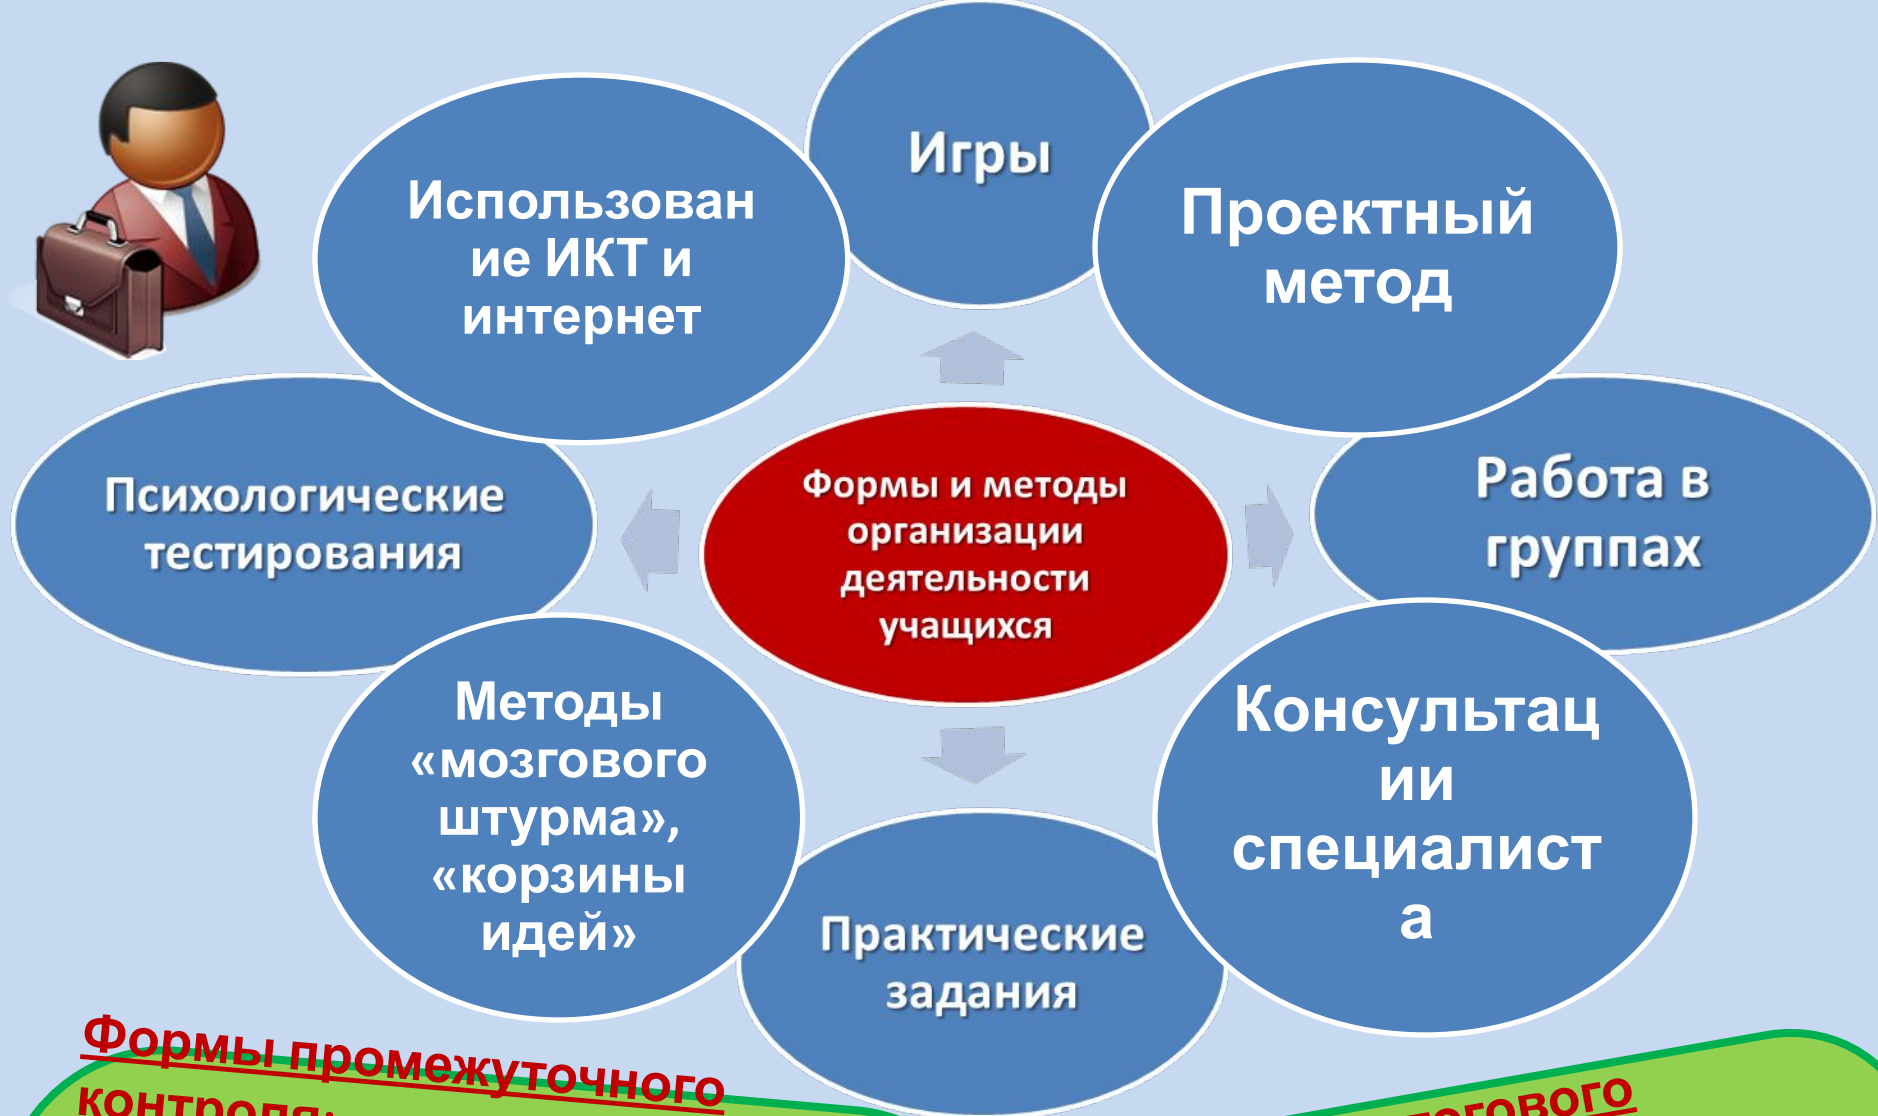 Игры
Использован
ие ИКТ и
интернет
Проектный
метод
Психологические
тестирования
Формы и методы
организации
деятельности
учащихся
Работа в
группах
Методы
«мозгового
штурма»,
«корзины
идей»
Консультац
ии
специалист
а
Практические
задания
Формы промежуточного
контроля: